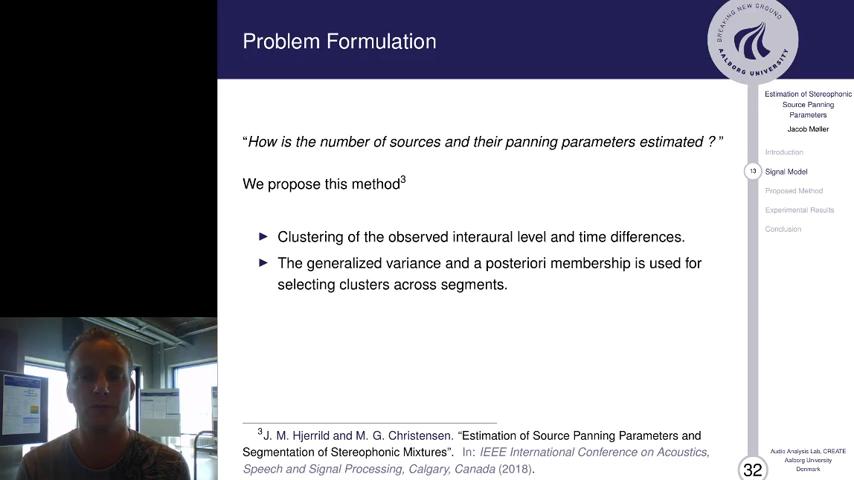 Problem Formulation
BREAKING NEW GROUND
AALBORG UNIVERSITY
Estimation of Stereophonic
Source Panning
Parameters
Jacob Møller
Introduction
13
Signal Model
Proposed Method
Experimental Results
Conclusion
“How is the number of sources and their panning parameters estimated ? ”
We propose this method3
▶ Clustering of the observed interaural level and time differences.
▶ The generalized variance and a posteriori membership is used for
selecting clusters across segments.
3J. M. Hjerrild and M. G. Christensen. “Estimation of Source Panning Parameters and
Segmentation of Stereophonic Mixtures”. In: IEEE International Conference on Acoustics,
Speech and Signal Processing, Calgary, Canada (2018).
Audio Analysis Lab, CREATE
Aalborg University
Denmark
32